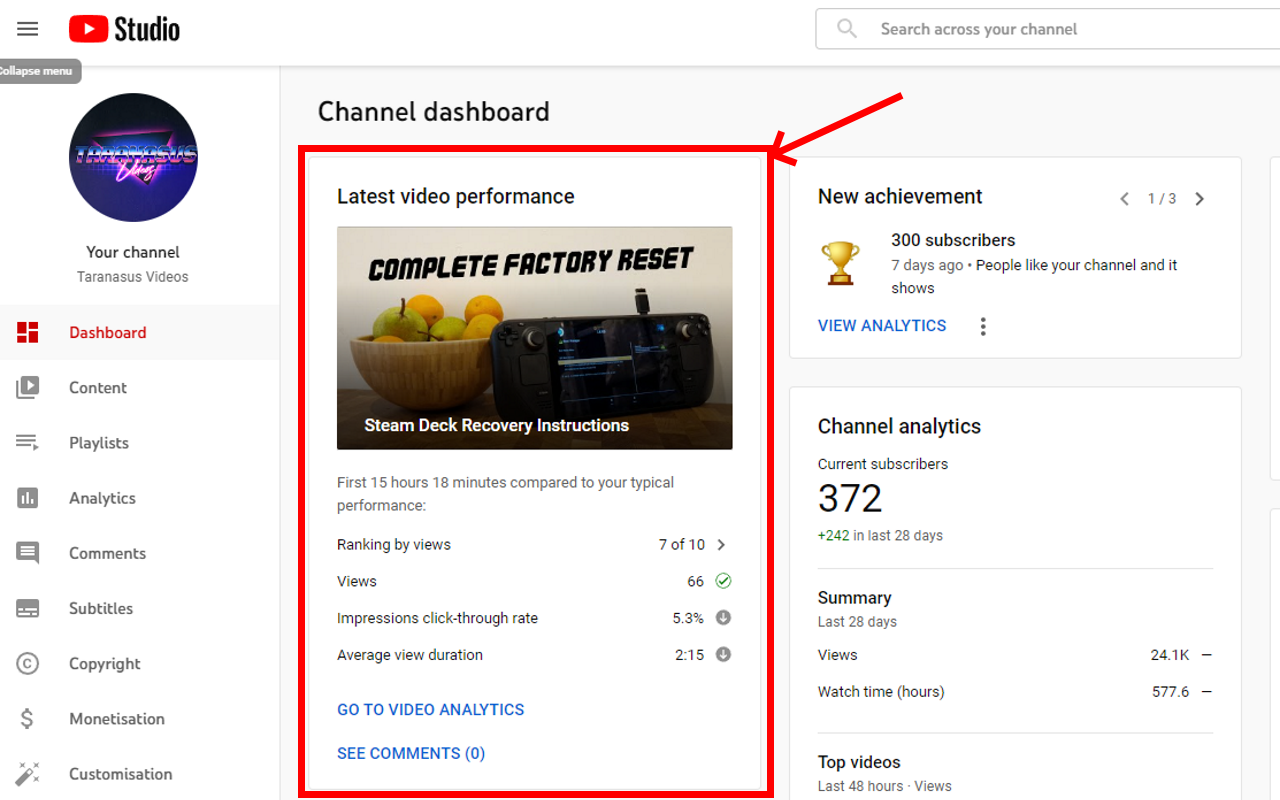 Studio
Search across your channel
Collapse menu
TARANASUS
Videos
Your channel
Taranasus Videos
Dashboard
Content
Playlists
Analytics
Comments
Subtitles
Copyright
Monetisation
Customisation
Channel dashboard
Latest video performance
COMPLETE FACTORY RESET
Steam Deck Recovery Instructions
First 15 hours 18 minutes compared to your typical
performance:
Ranking by views 7 of 10
Views 66
Impressions click-through rate 5.3%
Average view duration 2:15
GO TO VIDEO ANALYTICS
SEE COMMENTS (0)
New achievement 1 / 3
300 subscribers
7 days ago • People like your channel and it
shows
VIEW ANALYTICS
Channel analytics
Current subscribers
372
+242 in last 28 days
Summary
Last 28 days
Views 24.1K —
Watch time (hours) 577.6 —
Top videos
Last 48 hours · Views